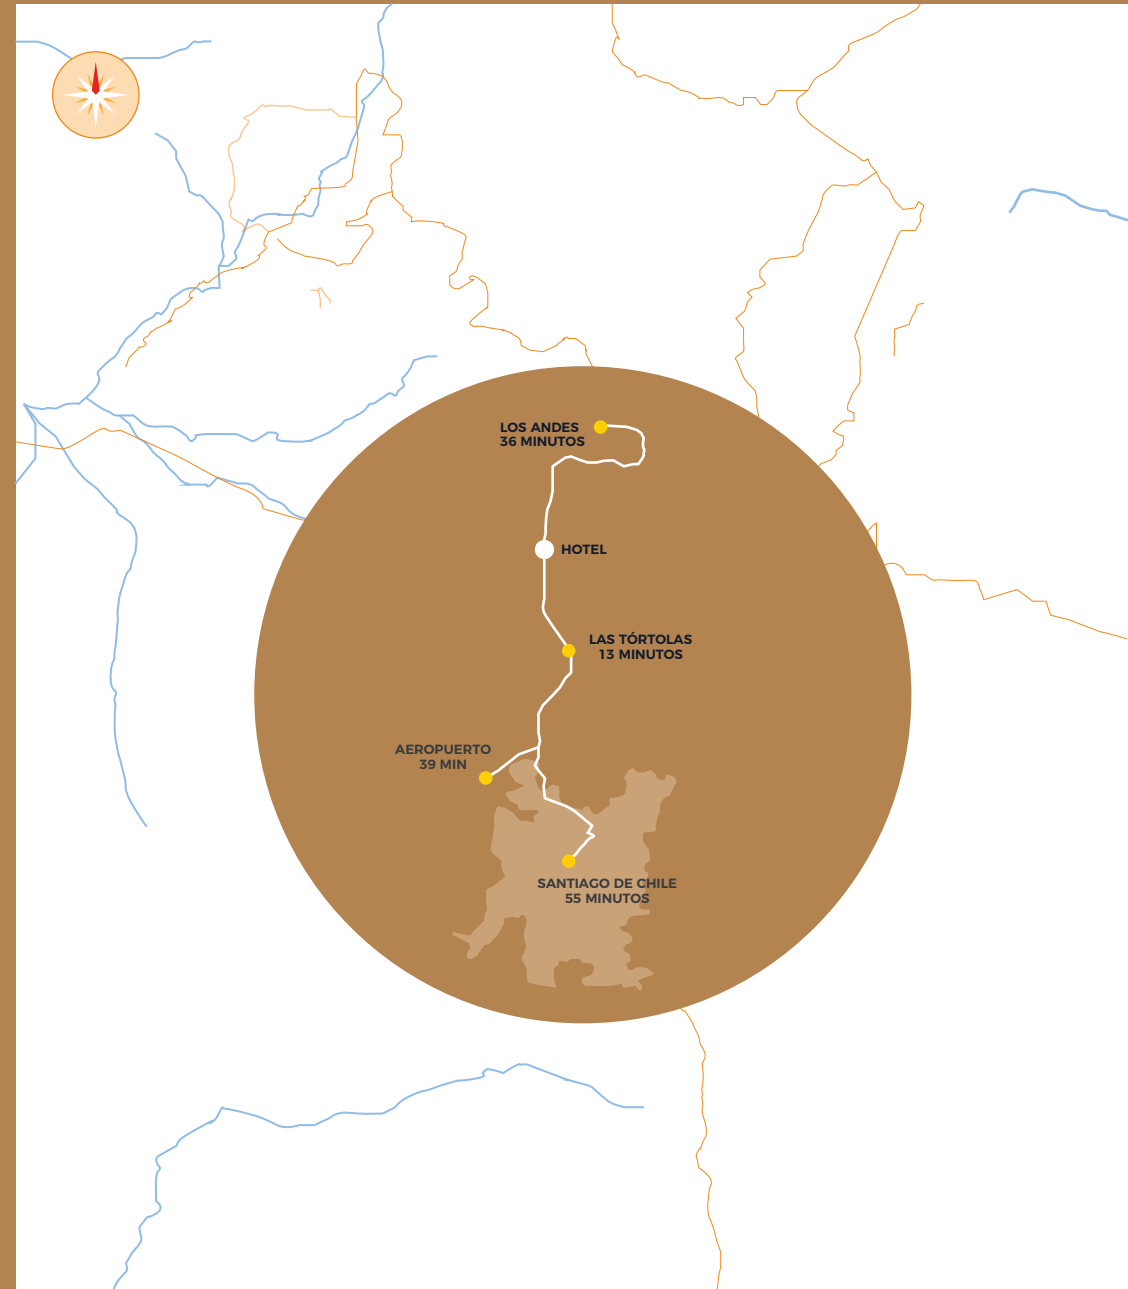 LOS ANDES
36 MINUTOS
HOTEL
LAS TÓRTOLAS
13 MINUTOS
AEROPUERTO
39 MIN
SANTIAGO DE CHILE
55 MINUTOS